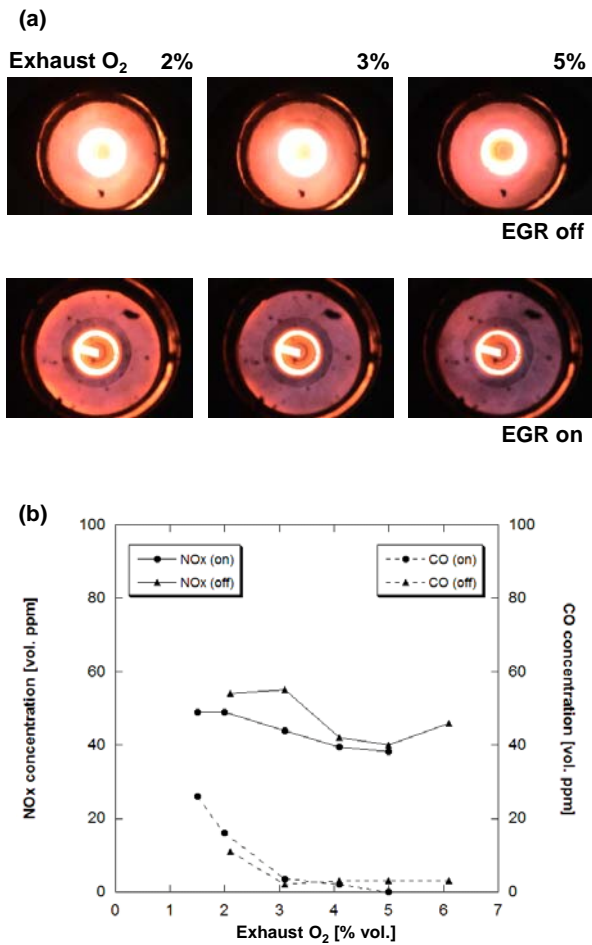 (a)
Exhaust O₂ 2% 3% 5%
EGR off
EGR on
(b)
100 100
NOx (on) CO (on)
NOx (off) CO (off)
80 80
60 60
40 40
20 20
0 0
NOx concentration [vol. ppm]
CO concentration [vol. ppm]
0 1 2 3 4 5 6 7
Exhaust O₂ [% vol.]